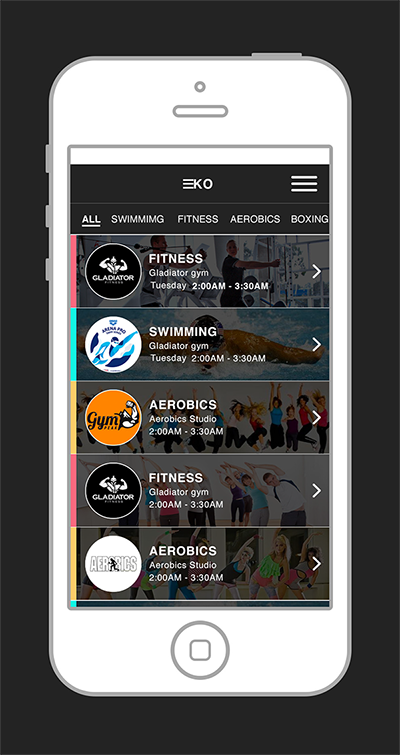 EKO
ALL SWIMMIMG FITNESS AEROBICS BOXING
FITNESS
Gladiator gym
Tuesday 2:00AM - 3:30AM
GLADIATOR
FITNESS
SWIMMING
Gladiator gym
Tuesday 2:00AM - 3:30AM
ARENA PRO
AEROBICS
Aerobics Studio
2:00AM - 3:30AM
Gym
FITNESS
Gladiator gym
2:00AM - 3:30AM
GLADIATOR
FITNESS
AEROBICS
Aerobics Studio
2:00AM - 3:30AM
AEROBICS